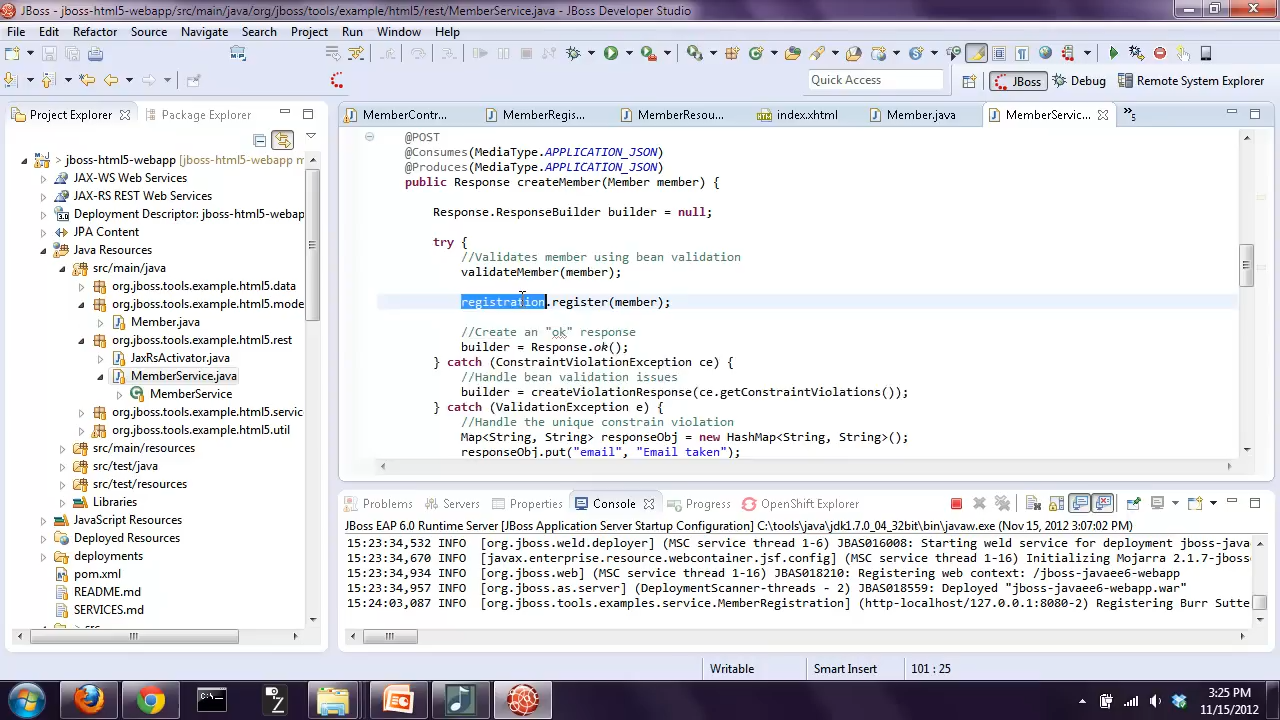 JBoss - jboss-html5-webapp/src/main/java/org/jboss/tools/example/html5/rest/MemberService.java - JBoss Developer Studio
File Edit Refactor Source Navigate Search Project Run Window Help
Quick Access
JBoss
Debug
Remote System Explorer
Project Explorer
Package Explorer
jboss-html5-webapp [jboss-html5-webapp m
JAX-WS Web Services
JAX-RS REST Web Services
Deployment Descriptor: jboss-html5-webapp
JPA Content
Java Resources
src/main/java
org.jboss.tools.example.html5.data
org.jboss.tools.example.html5.mode
Member.java
org.jboss.tools.example.html5.rest
JaxRsActivator.java
MemberService.java
MemberService
org.jboss.tools.example.html5.servic
org.jboss.tools.example.html5.util
src/main/resources
src/test/java
src/test/resources
Libraries
JavaScript Resources
Deployed Resources
deployments
pom.xml
README.md
SERVICES.md
MemberContr...
MemberRegis...
MemberResou...
index.xhtml
Member.java
MemberServic...
»5
@POST
@Consumes(MediaType.APPLICATION_JSON)
@Produces(MediaType.APPLICATION_JSON)
public Response createMember(Member member) {
Response.ResponseBuilder builder = null;
try {
//Validates member using bean validation
validateMember(member);
registration.register(member);
//Create an "ok" response
builder = Response.ok();
} catch (ConstraintViolationException ce) {
//Handle bean validation issues
builder = createViolationResponse(ce.getConstraintViolations());
} catch (ValidationException e) {
//Handle the unique constrain violation
Map<String, String> responseObj = new HashMap<String, String>();
responseObj.put("email", "Email taken");
Problems
Servers
Properties
Console
Progress
OpenShift Explorer
JBoss EAP 6.0 Runtime Server [JBoss Application Server Startup Configuration] C:\tools\java\jdk1.7.0_04_32bit\bin\javaw.exe (Nov 15, 2012 3:07:02 PM)
15:23:34,532 INFO [org.jboss.weld.deployer] (MSC service thread 1-6) JBAS016008: Starting weld service for deployment jboss-java
15:23:34,670 INFO [javax.enterprise.resource.webcontainer.jsf.config] (MSC service thread 1-16) Initializing Mojarra 2.1.7-jboss
15:23:34,934 INFO [org.jboss.web] (MSC service thread 1-16) JBAS018210: Registering web context: /jboss-javaee6-webapp
15:23:34,957 INFO [org.jboss.as.server] (DeploymentScanner-threads - 2) JBAS018559: Deployed "jboss-javaee6-webapp.war"
15:24:03,087 INFO [org.jboss.tools.examples.service.MemberRegistration] (http-localhost/127.0.0.1:8080-2) Registering Burr Sutte
Writable
Smart Insert
101 : 25
3:25 PM
11/15/2012